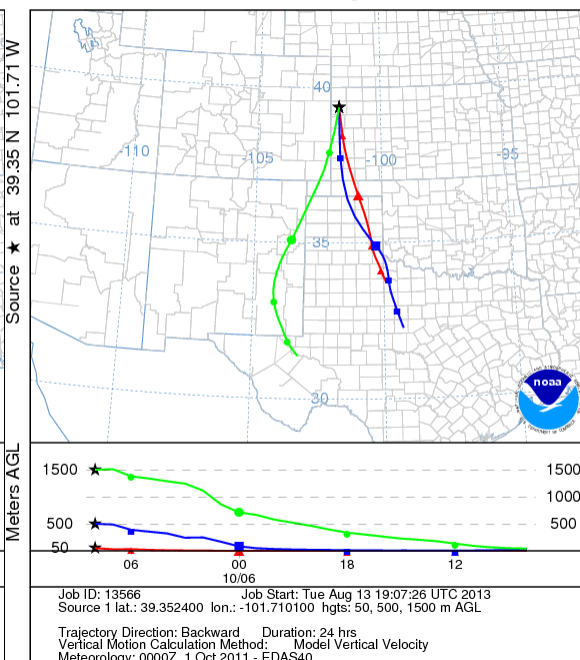 Source ★ at 39.35 N 101.71 W
40
-110
-105
-100
-95
35
30
noaa
Meters AGL
1500
1500
1000
500
500
50
06
00
18
12
10/06
Job ID: 13566 Job Start: Tue Aug 13 19:07:26 UTC 2013
Source 1 lat.: 39.352400 lon.: -101.710100 hgts: 50, 500, 1500 m AGL
Trajectory Direction: Backward Duration: 24 hrs
Vertical Motion Calculation Method: Model Vertical Velocity
Meteorology: 0000Z 1 Oct 2011 - EDAS40